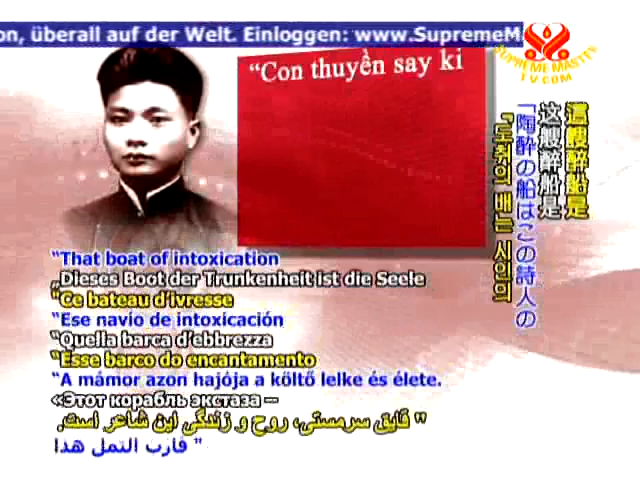 on, überall auf der Welt. Einloggen: www.SupremeMa
SUPREME MASTER
TV.COM
“Con thuyền say ki
這艘醉船是
这艘醉船是
「陶酔の船はこの詩人の
"도취의 배는 시인의
“That boat of intoxication
„Dieses Boot der Trunkenheit ist die Seele
"Ce bateau d’ivresse
“Ese navío de intoxicación
“Quella barca d’ebbrezza
“Esse barco do encantamento
“A mámor azon hajója a költő lelke és élete.
«Этот корабль экстаза –
" قایق سرمستی، روح و زندگی این شاعر است.
" قارب الثمل هذا